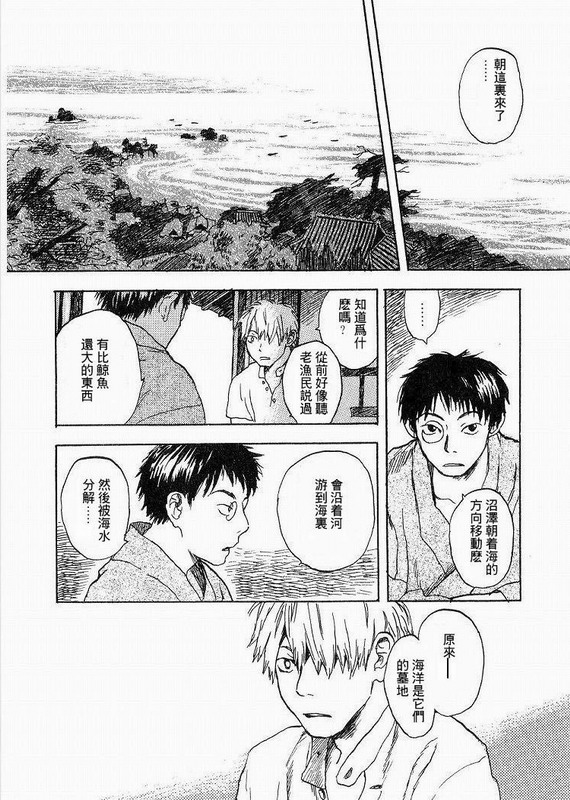 朝這裏來了
……
……
沼澤朝着海的
方向移動麽
知道爲什
麽嗎?
從前好像聽
老漁民説過
有比鯨魚
還大的東西
會沿着河
游到海裏
然後被海水
分解……
原來—
海洋是它們
的墓地